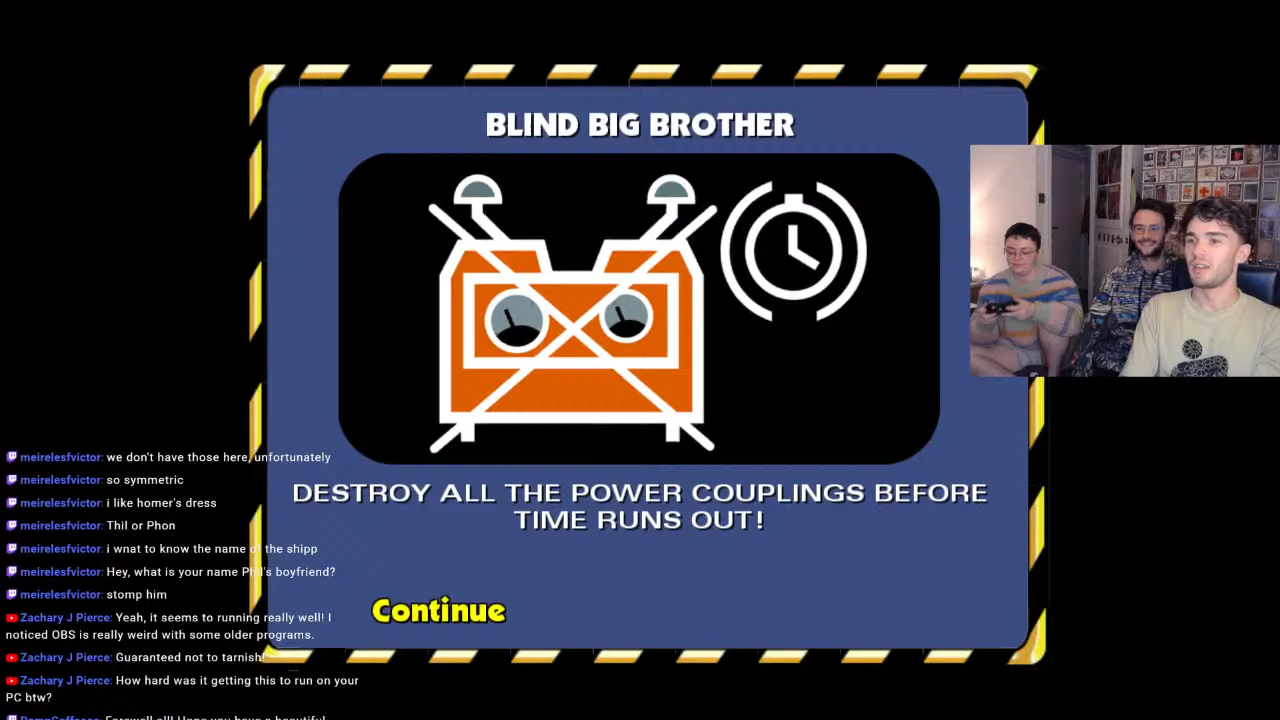 BLIND BIG BROTHER
DESTROY ALL THE POWER COUPLINGS BEFORE
TIME RUNS OUT!
Continue
meirelesfvictor: we don't have those here, unfortunately
meirelesfvictor: so symmetric
meirelesfvictor: i like homer's dress
meirelesfvictor: Thil or Phon
meirelesfvictor: i wnat to know the name of the shipp
meirelesfvictor: Hey, what is your name Phil's boyfriend?
meirelesfvictor: stomp him
Zachary J Pierce: Yeah, it seems to running really well! I
noticed OBS is really weird with some older programs.
Zachary J Pierce: Guaranteed not to tarnish!
Zachary J Pierce: How hard was it getting this to run on your
PC btw?